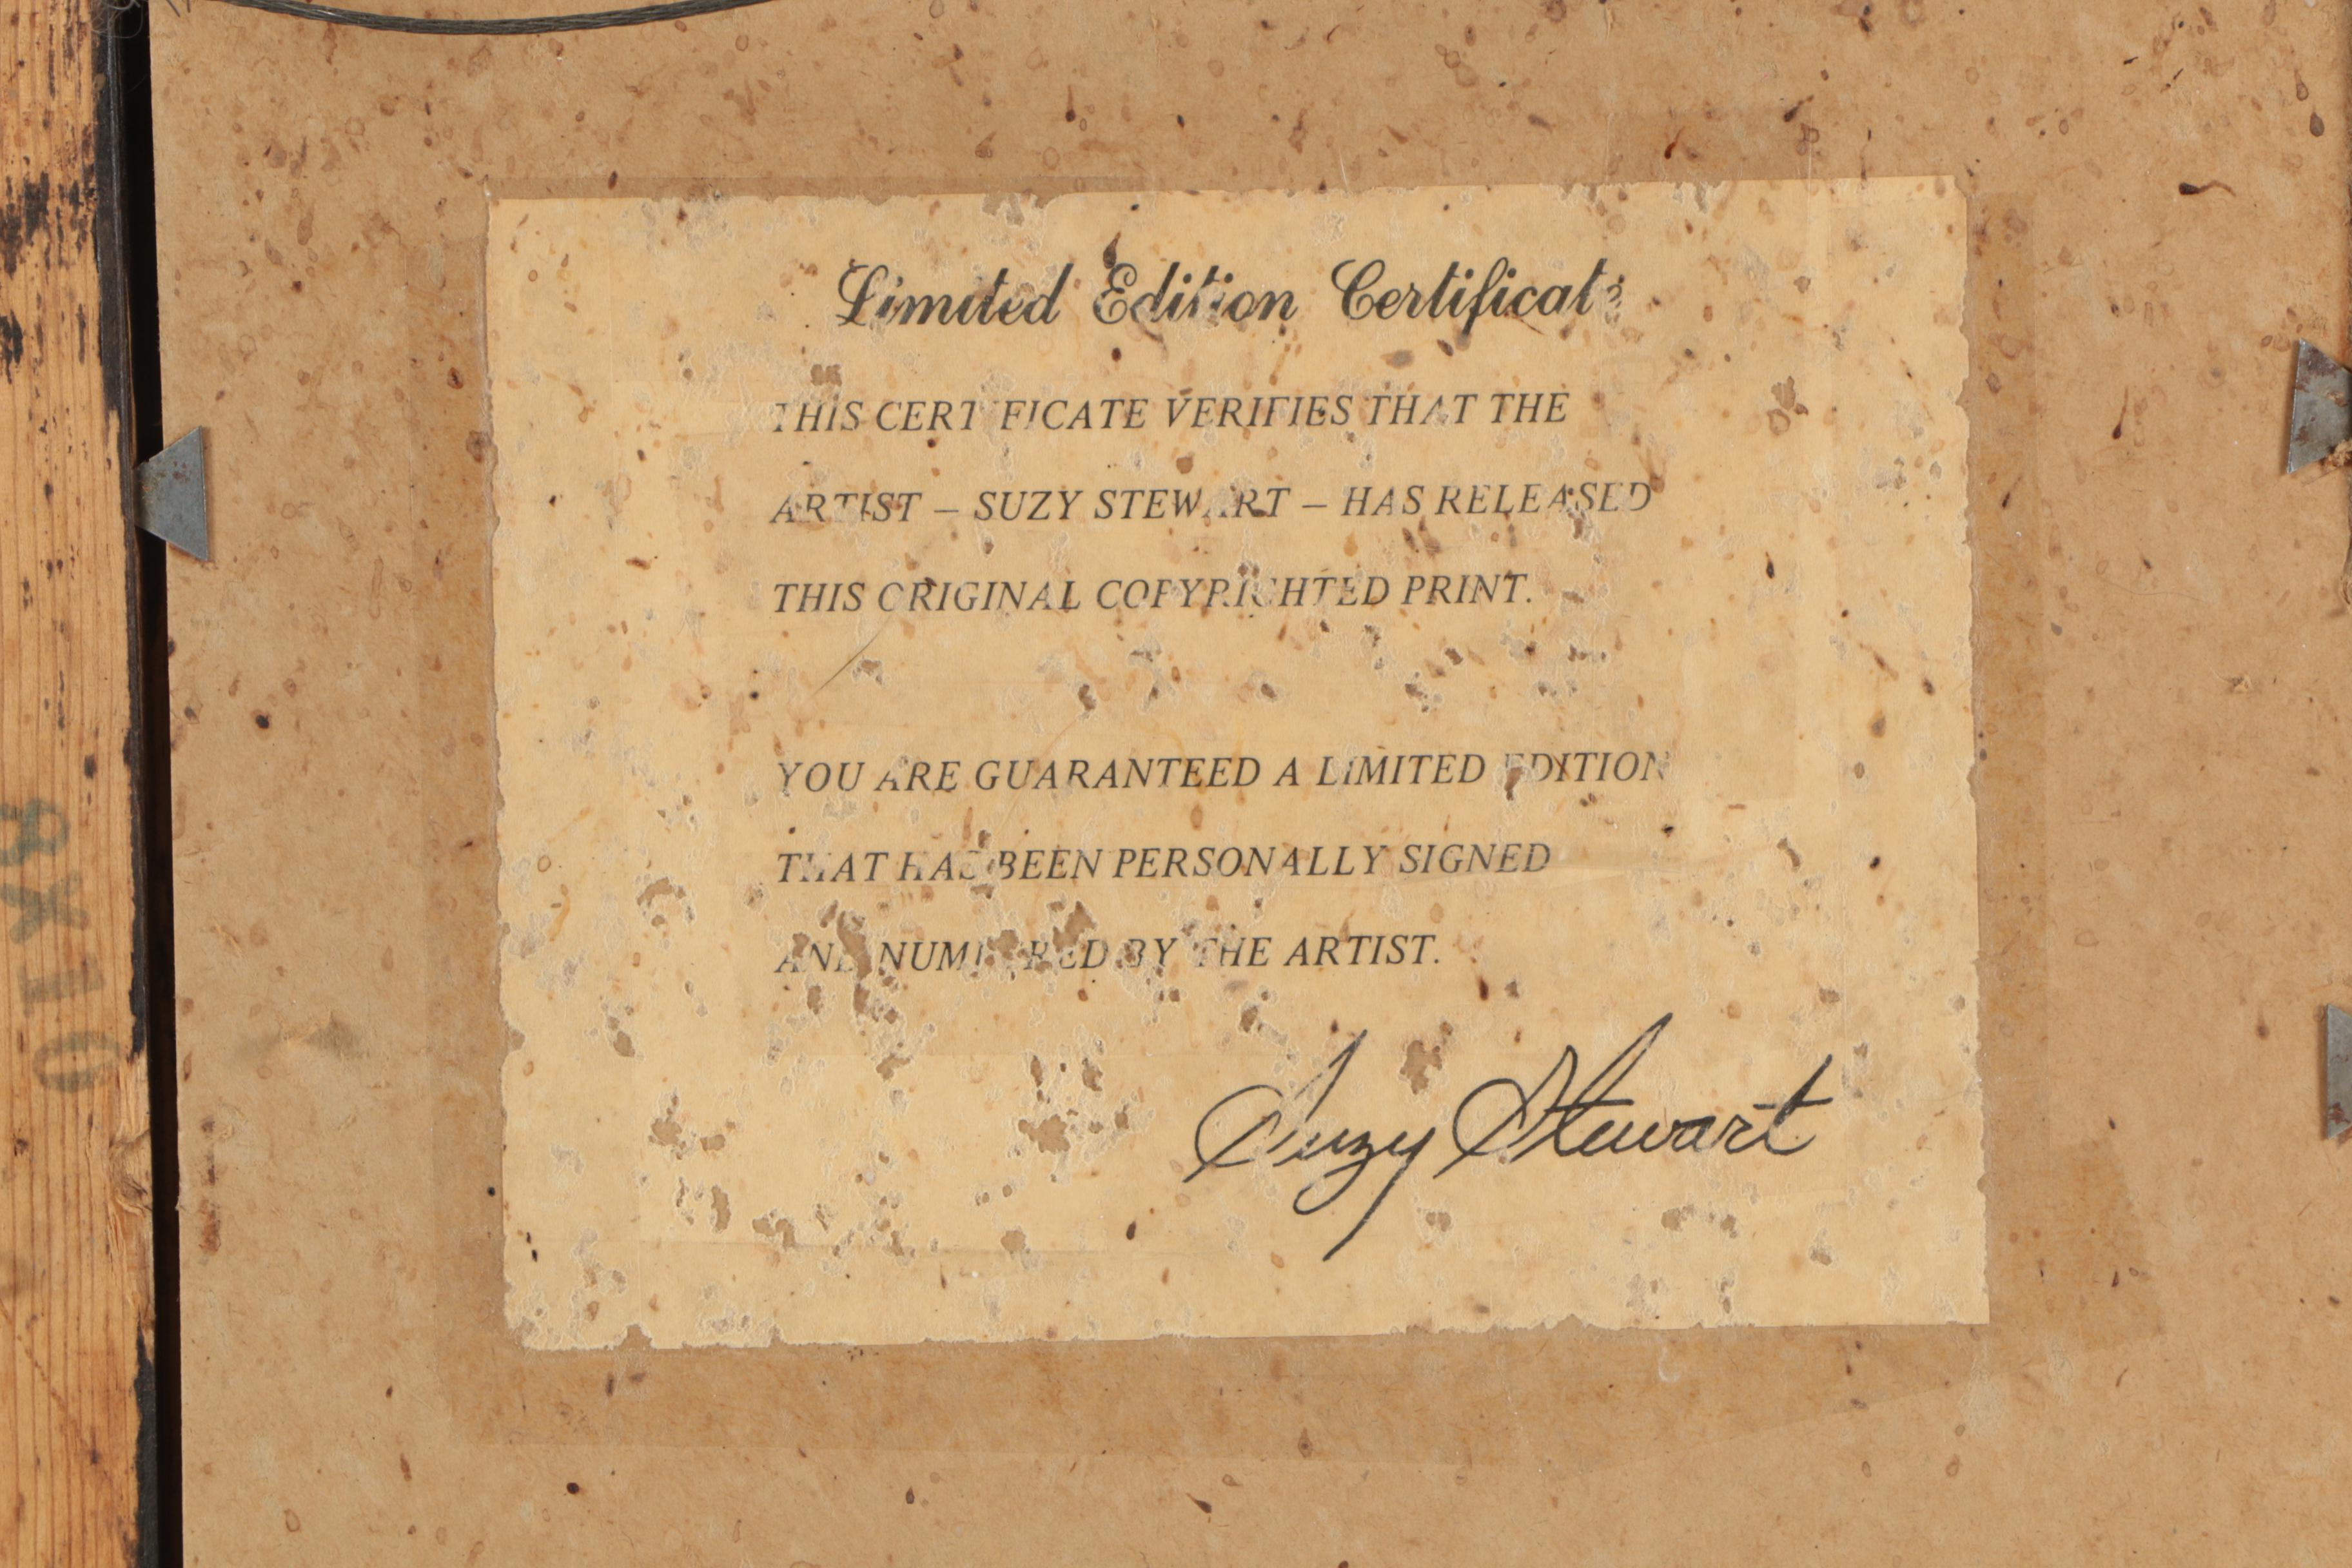 Limited Edition Certificate
THIS CERTIFICATE VERIFIES THAT THE
ARTIST – SUZY STEWART – HAS RELEASED
THIS ORIGINAL COPYRIGHTED PRINT.
YOU ARE GUARANTEED A LIMITED EDITION
THAT HAS BEEN PERSONALLY SIGNED
AND NUMBERED BY THE ARTIST.
Suzy Stewart
8X10